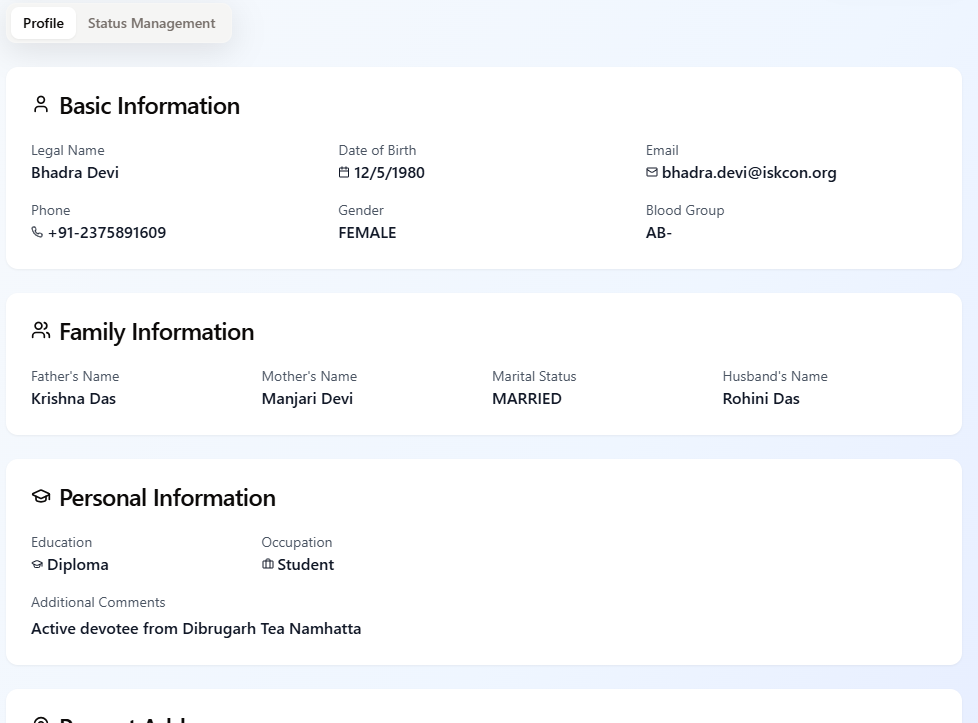 Profile Status Management
Basic Information
Legal Name Date of Birth Email
Bhadra Devi 12/5/1980 bhadra.devi@iskcon.org
Phone Gender Blood Group
+91-2375891609 FEMALE AB-
Family Information
Father's Name Mother's Name Marital Status Husband's Name
Krishna Das Manjari Devi MARRIED Rohini Das
Personal Information
Education Occupation
Diploma Student
Additional Comments
Active devotee from Dibrugarh Tea Namhatta